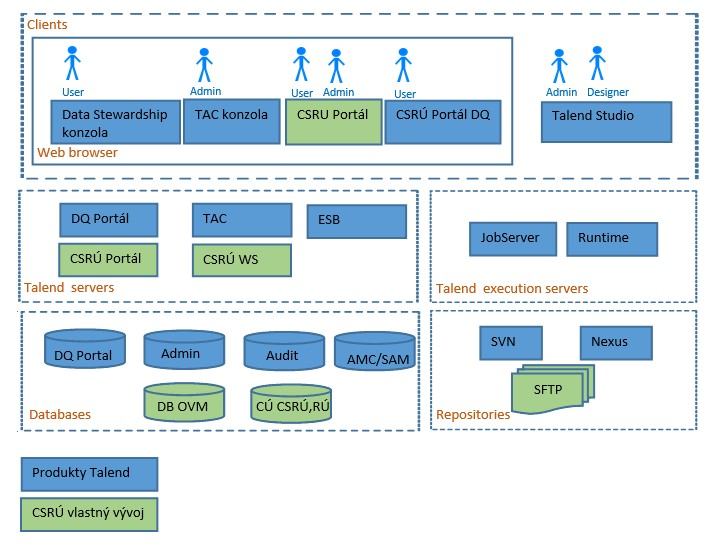 Clients
User
Admin
User
Admin
User
Admin
Designer
Data Stewardship
konzola
TAC konzola
CSRU Portál
CSRÚ Portál DQ
Talend Studio
Web browser
DQ Portál
TAC
ESB
CSRÚ Portál
CSRÚ WS
Talend servers
JobServer
Runtime
Talend execution servers
DQ Portal
Admin
Audit
AMC/SAM
DB OVM
CÚ CSRÚ,RÚ
Databases
SVN
Nexus
SFTP
Repositories
Produkty Talend
CSRÚ vlastný vývoj